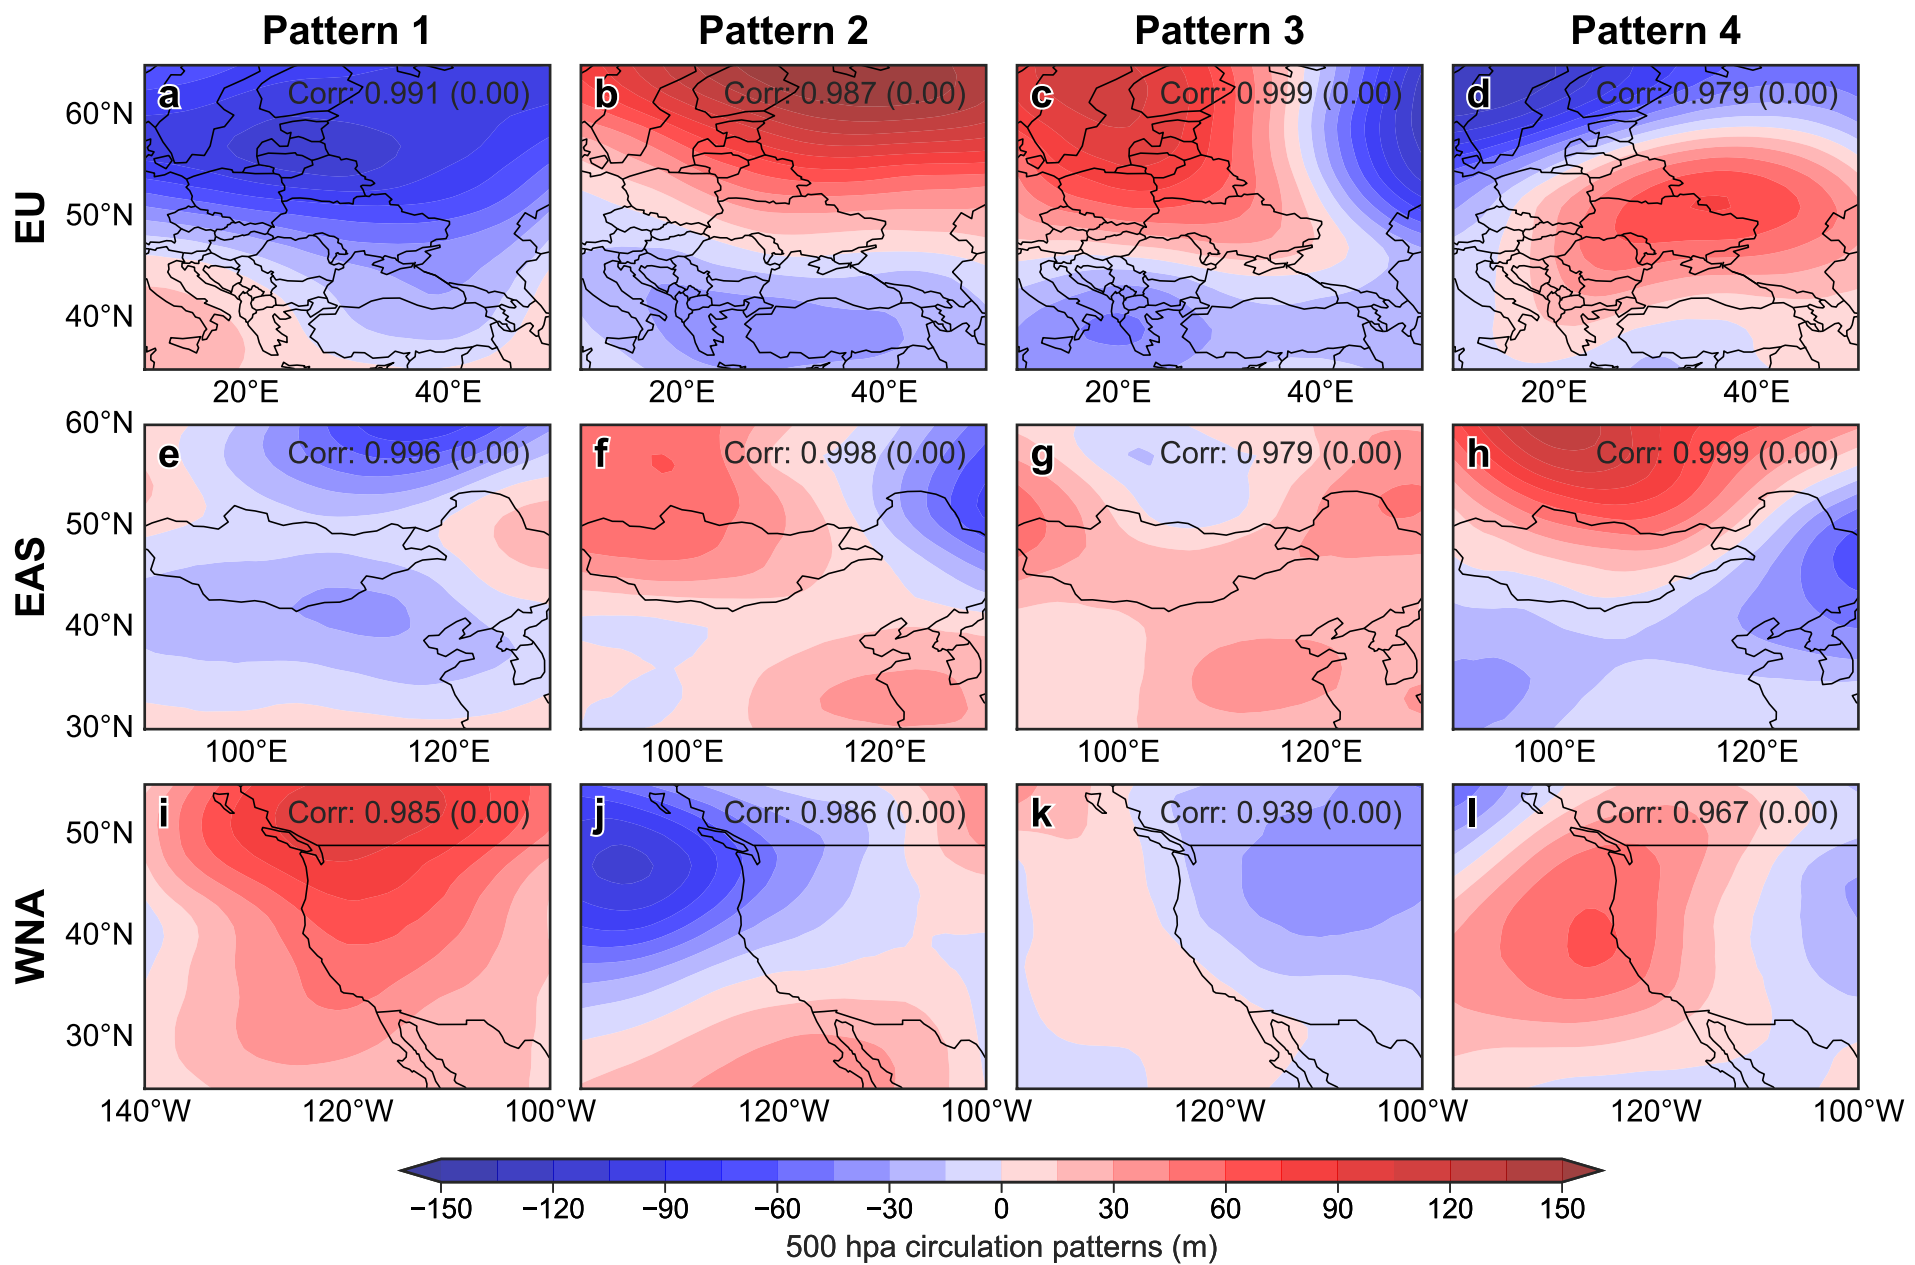 Pattern 1 Pattern 2 Pattern 3 Pattern 4
EU
60°N
50°N
40°N
a Corr: 0.991 (0.00)
b Corr: 0.987 (0.00)
c Corr: 0.999 (0.00)
d Corr: 0.979 (0.00)
20°E 40°E 20°E 40°E 20°E 40°E 20°E 40°E
EAS
60°N
50°N
40°N
30°N
e Corr: 0.996 (0.00)
f Corr: 0.998 (0.00)
g Corr: 0.979 (0.00)
h Corr: 0.999 (0.00)
100°E 120°E 100°E 120°E 100°E 120°E 100°E 120°E
WNA
50°N
40°N
30°N
i Corr: 0.985 (0.00)
j Corr: 0.986 (0.00)
k Corr: 0.939 (0.00)
l Corr: 0.967 (0.00)
140°W 120°W 100°W 120°W 100°W 120°W 100°W 120°W 100°W
−150 −120 −90 −60 −30 0 30 60 90 120 150
500 hpa circulation patterns (m)